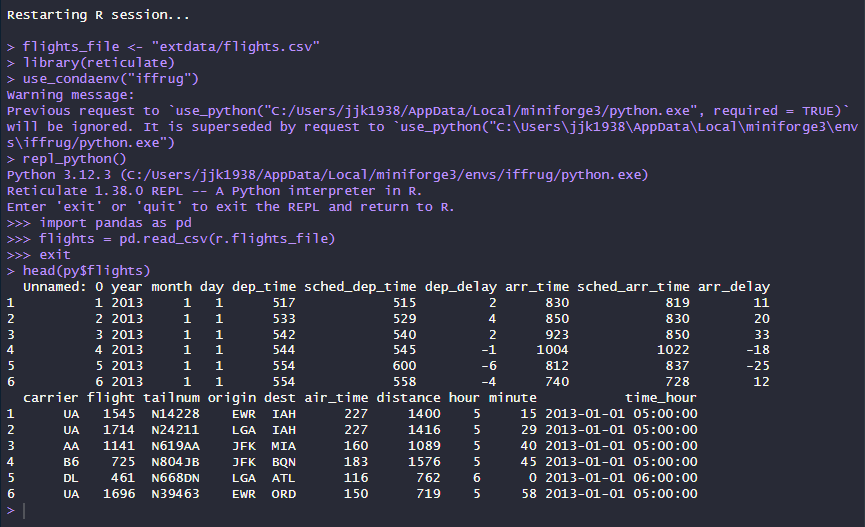 Restarting R session...
> flights_file <- "extdata/flights.csv"
> library(reticulate)
> use_condaenv("iffrug")
Warning message:
Previous request to `use_python("C:/Users/jjk1938/AppData/Local/miniforge3/python.exe", required = TRUE)`
will be ignored. It is superseded by request to `use_python("C:\Users\jjk1938\AppData\Local\miniforge3\env
s\iffrug/python.exe")
> repl_python()
Python 3.12.3 (C:/Users/jjk1938/AppData/Local/miniforge3/envs/iffrug/python.exe)
Reticulate 1.38.0 REPL -- A Python interpreter in R.
Enter 'exit' or 'quit' to exit the REPL and return to R.
>>> import pandas as pd
>>> flights = pd.read_csv(r.flights_file)
>>> exit
> head(py$flights)
  Unnamed: 0 year month day dep_time sched_dep_time dep_delay arr_time sched_arr_time arr_delay
1          1 2013     1   1      517            515         2      830            819        11
2          2 2013     1   1      533            529         4      850            830        20
3          3 2013     1   1      542            540         2      923            850        33
4          4 2013     1   1      544            545        -1     1004           1022       -18
5          5 2013     1   1      554            600        -6      812            837       -25
6          6 2013     1   1      554            558        -4      740            728        12
  carrier flight tailnum origin dest air_time distance hour minute           time_hour
1      UA   1545  N14228    EWR  IAH      227     1400    5     15 2013-01-01 05:00:00
2      UA   1714  N24211    LGA  IAH      227     1416    5     29 2013-01-01 05:00:00
3      AA   1141  N619AA    JFK  MIA      160     1089    5     40 2013-01-01 05:00:00
4      B6    725  N804JB    JFK  BQN      183     1576    5     45 2013-01-01 05:00:00
5      DL    461  N668DN    LGA  ATL      116      762    6      0 2013-01-01 06:00:00
6      UA   1696  N39463    EWR  ORD      150      719    5     58 2013-01-01 05:00:00
>